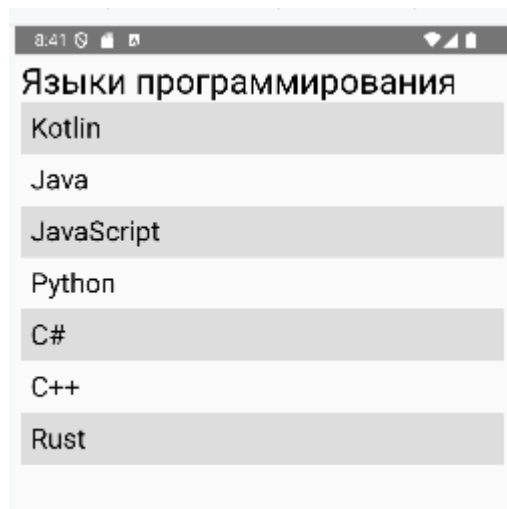 8:41
Языки программирования
Kotlin
Java
JavaScript
Python
C#
C++
Rust